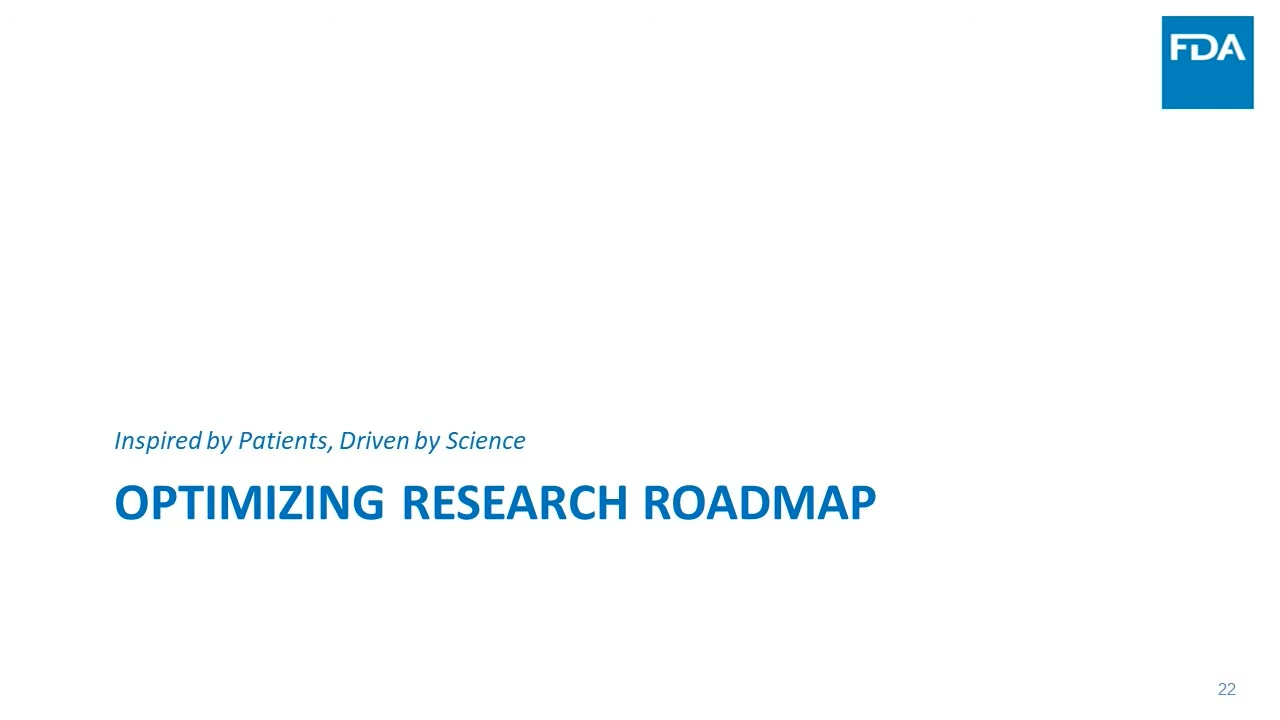 FDA
Inspired by Patients, Driven by Science
OPTIMIZING RESEARCH ROADMAP
22